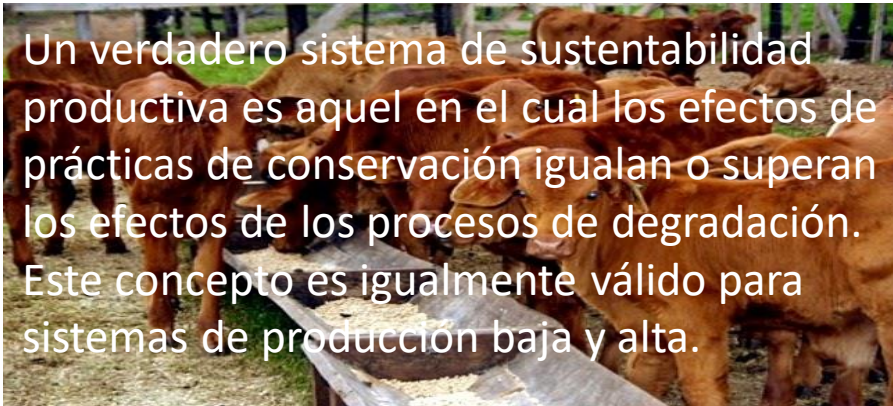 Un verdadero sistema de sustentabilidad
productiva es aquel en el cual los efectos de
prácticas de conservación igualan o superan
los efectos de los procesos de degradación.
Este concepto es igualmente válido para
sistemas de producción baja y alta.